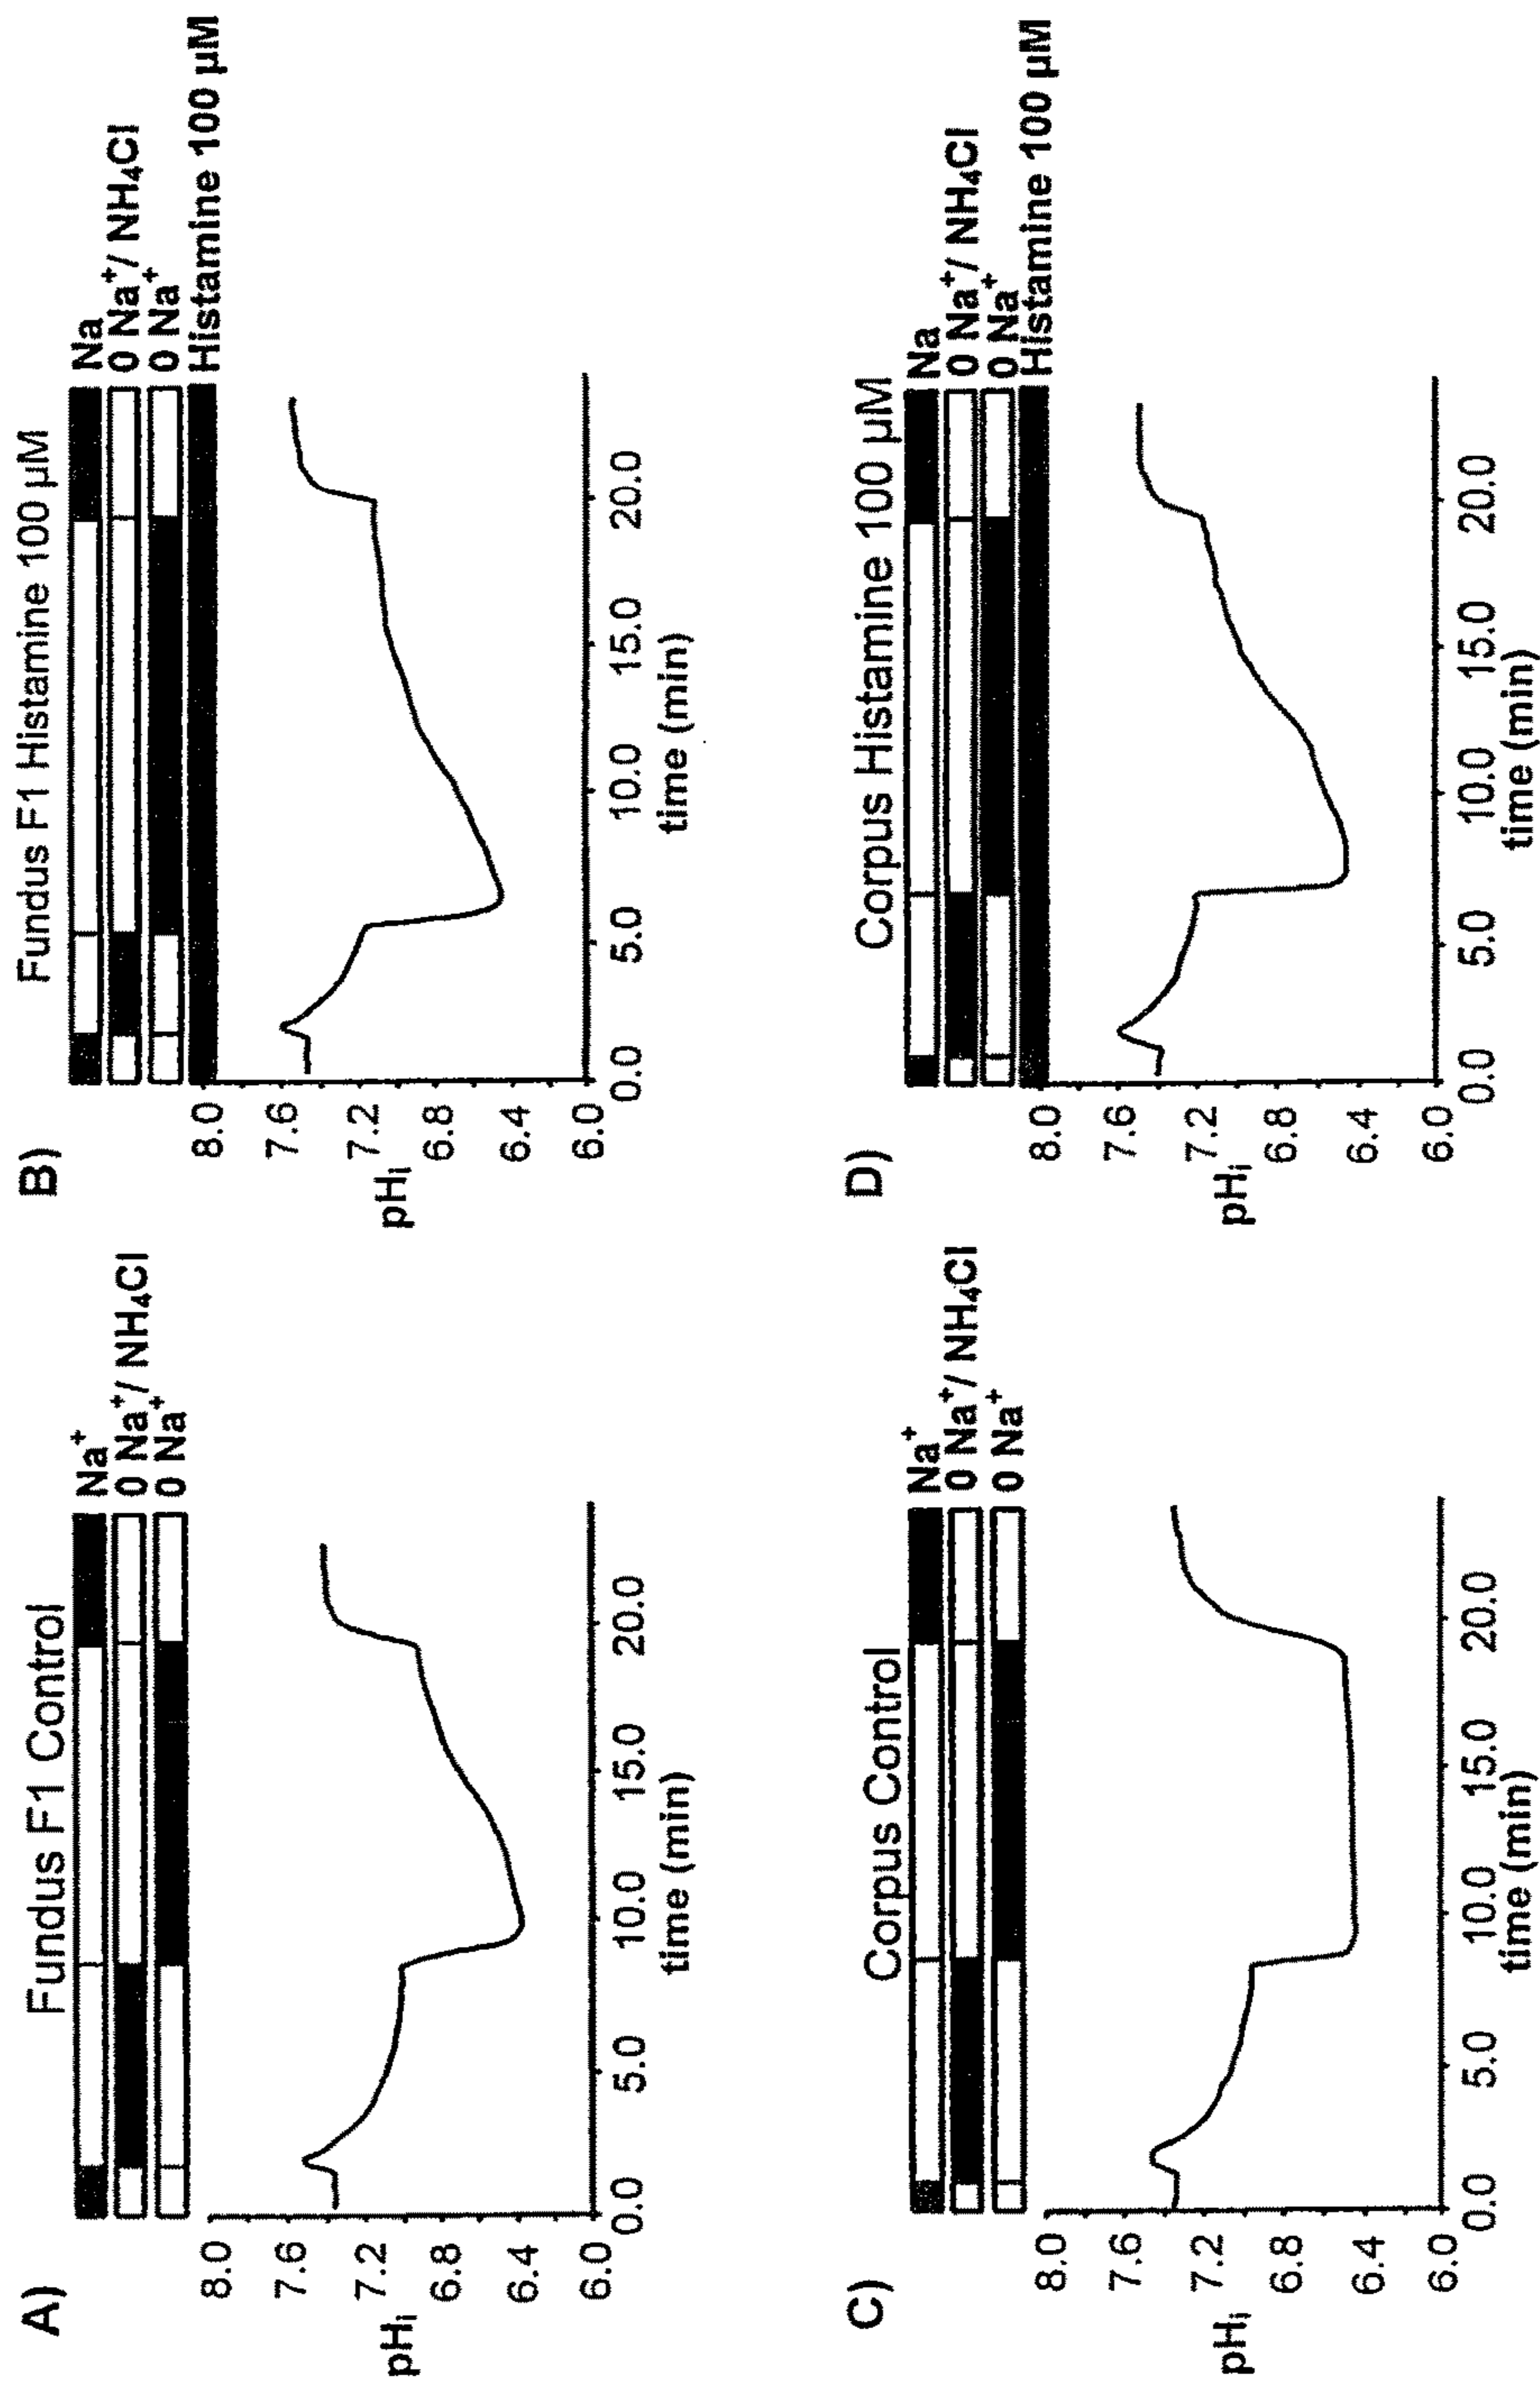 A)
Fundus F1 Control
Na⁺
0 Na⁺/ NH₄Cl
0 Na⁺
8.0
7.6
7.2
6.8
6.4
6.0
pHᵢ
0.0 5.0 10.0 15.0 20.0
time (min)
B)
Fundus F1 Histamine 100 µM
Na
0 Na⁺/ NH₄Cl
0 Na⁺
Histamine 100 µM
8.0
7.6
7.2
6.8
6.4
6.0
pHᵢ
0.0 5.0 10.0 15.0 20.0
time (min)
C)
Corpus Control
Na⁺
0 Na⁺/ NH₄Cl
0 Na⁺
8.0
7.6
7.2
6.8
6.4
6.0
pHᵢ
0.0 5.0 10.0 15.0 20.0
time (min)
D)
Corpus Histamine 100 µM
Na
0 Na⁺/ NH₄Cl
0 Na⁺
Histamine 100 µM
8.0
7.6
7.2
6.8
6.4
6.0
pHᵢ
0.0 5.0 10.0 15.0 20.0
time (min)